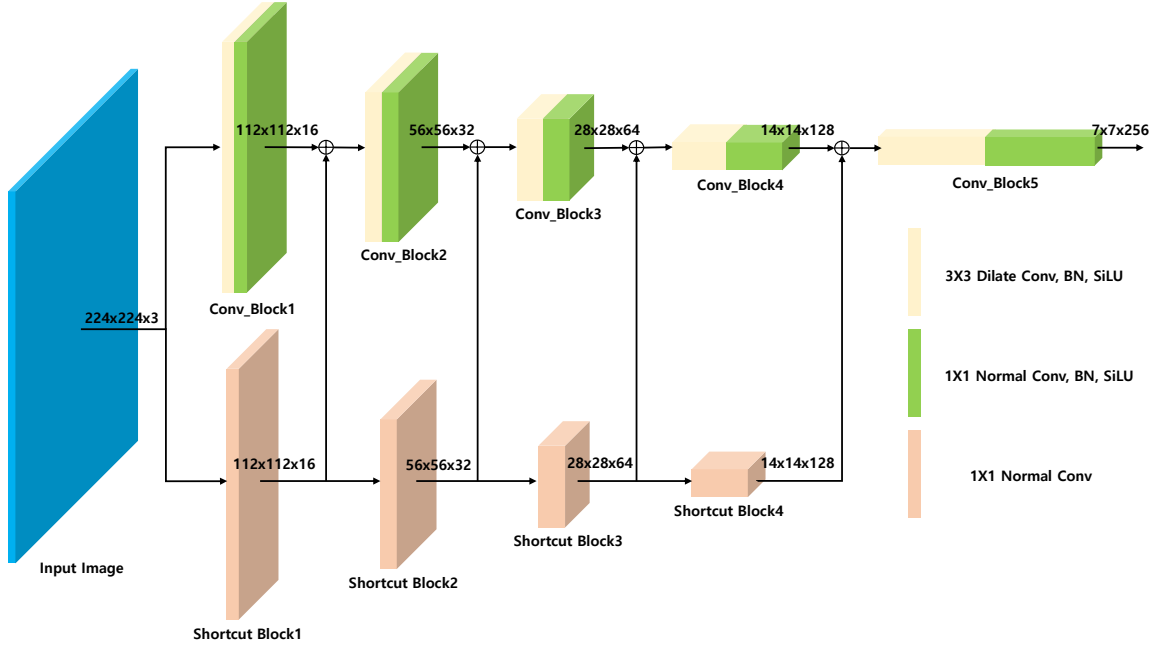 112x112x16
56x56x32
28x28x64
14x14x128
7x7x256
Conv_Block1
Conv_Block2
Conv_Block3
Conv_Block4
Conv_Block5
224x224x3
Input Image
112x112x16
56x56x32
28x28x64
14x14x128
Shortcut Block1
Shortcut Block2
Shortcut Block3
Shortcut Block4
3X3 Dilate Conv, BN, SiLU
1X1 Normal Conv, BN, SiLU
1X1 Normal Conv